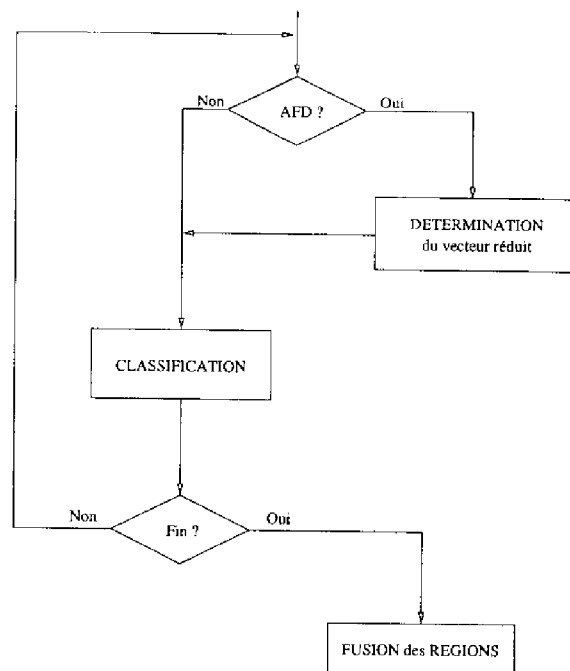 Non
AFD ?
Oui
DETERMINATION
du vecteur réduit
CLASSIFICATION
Non
Fin ?
Oui
FUSION des REGIONS